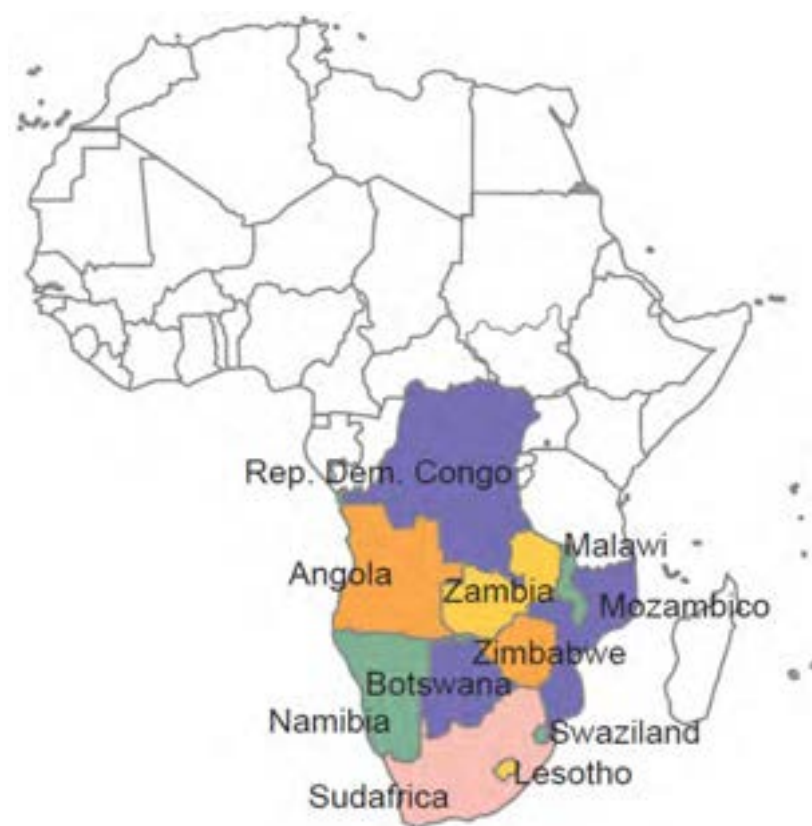 Rep. Dem. Congo
Malawi
Angola
Zambia
Mozambico
Zimbabwe
Botswana
Namibia
Swaziland
Lesotho
Sudafrica